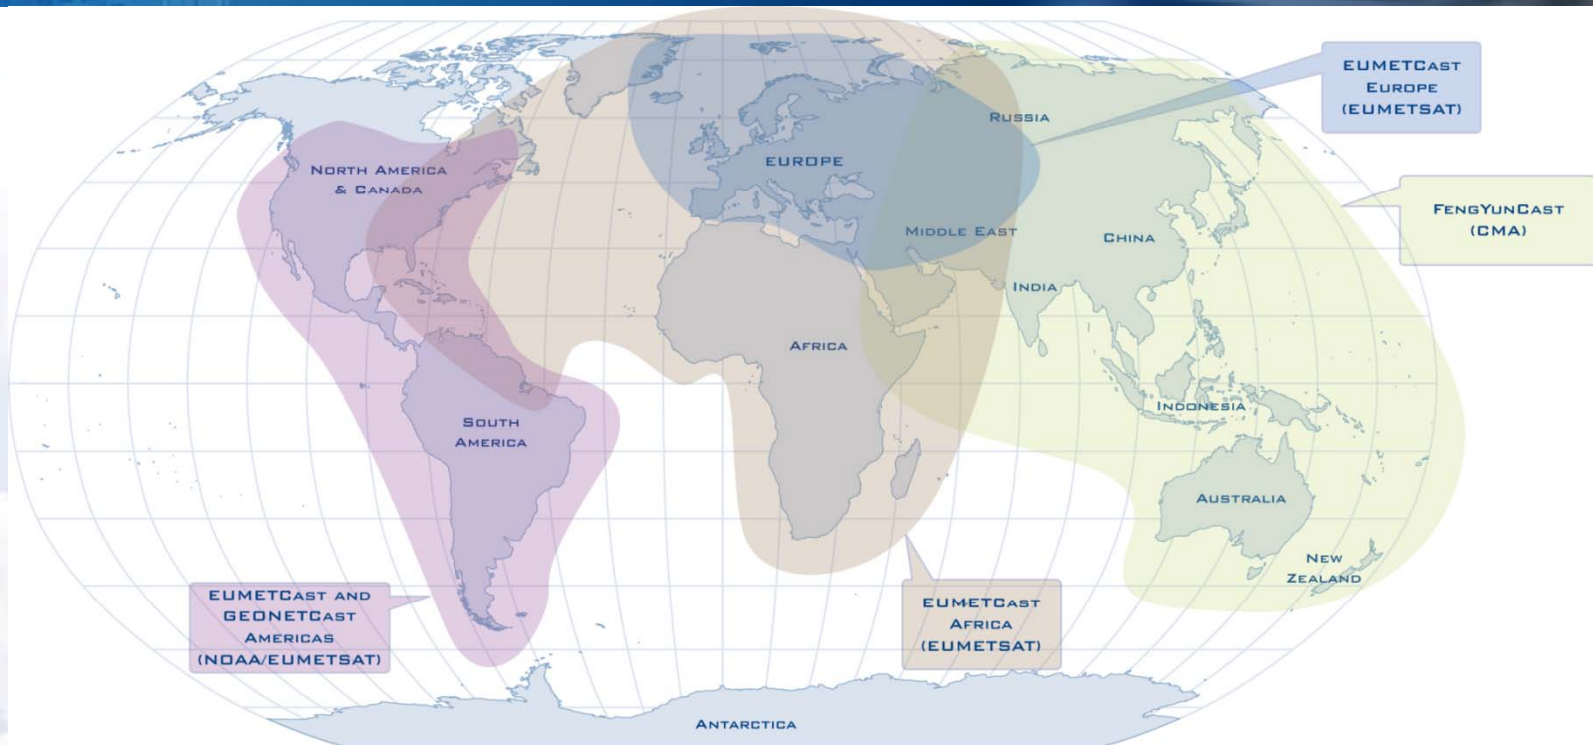 EUMETCast
Europe
(EUMETSAT)
Russia
North America
& Canada
EUROPE
FengYunCast
(CMA)
Middle East
China
India
Africa
Indonesia
South
America
Australia
New
Zealand
EUMETCast and
GEONETCast
Americas
(NOAA/EUMETSAT)
EUMETCast
Africa
(EUMETSAT)
Antarctica